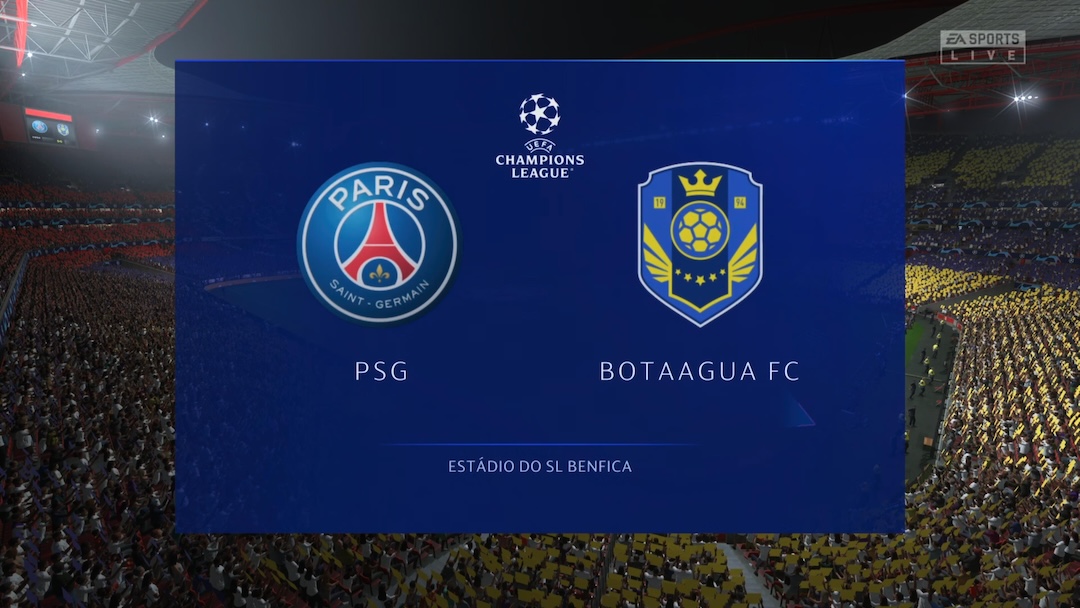 EA SPORTS
LIVE
UEFA
CHAMPIONS
LEAGUE
PARIS
SAINT-GERMAIN
19 94
PSG
BOTAAGUA FC
ESTÁDIO DO SL BENFICA